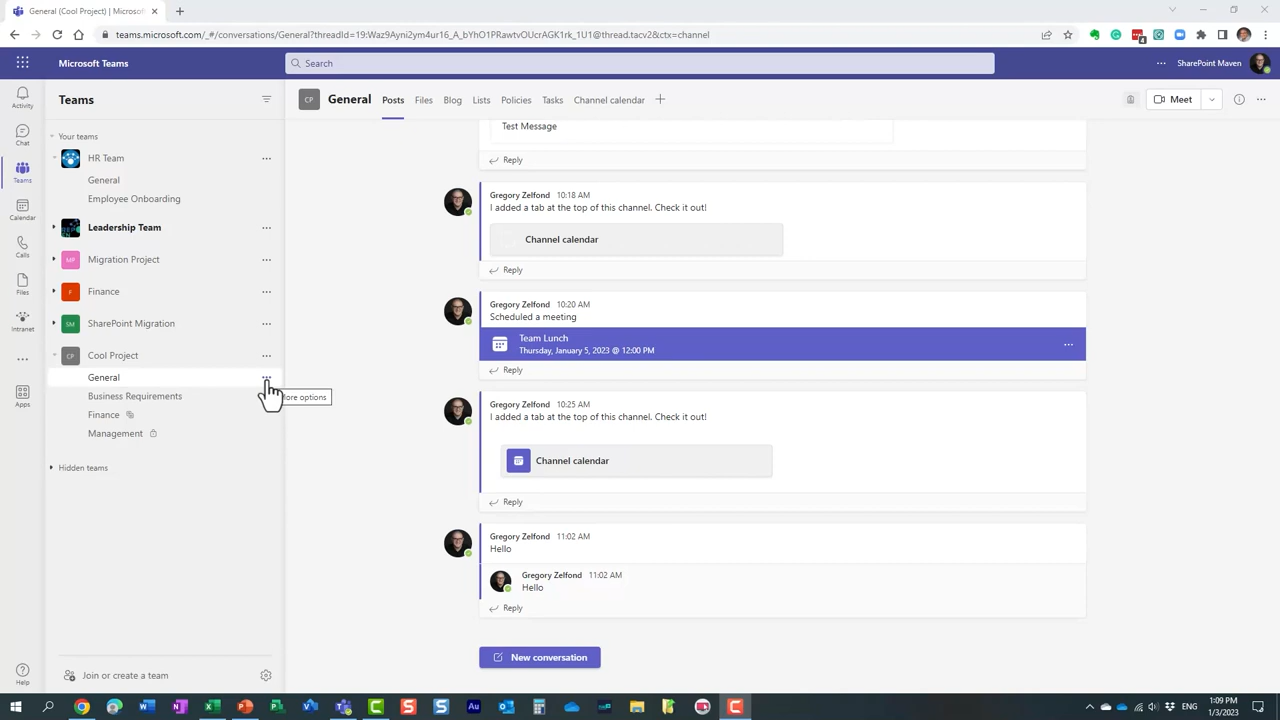 General (Cool Project) | Microsof
teams.microsoft.com/_#/conversations/General?threadId=19:Waz9Ayni2ym4ur16_A_bYhO1PRawtvOUcrAGK1rk_1U1@thread.tacv2&ctx=channel
Microsoft Teams
Search
SharePoint Maven
Activity
Chat
Teams
Calendar
Calls
Files
Intranet
Apps
Help
Teams
Your teams
HR Team
General
Employee Onboarding
Leadership Team
MP Migration Project
F Finance
SM SharePoint Migration
CP Cool Project
General
More options
Business Requirements
Finance
Management
Hidden teams
Join or create a team
CP General Posts Files Blog Lists Policies Tasks Channel calendar
Meet
Test Message
Reply
Gregory Zelfond 10:18 AM
I added a tab at the top of this channel. Check it out!
Channel calendar
Reply
Gregory Zelfond 10:20 AM
Scheduled a meeting
Team Lunch
Thursday, January 5, 2023 @ 12:00 PM
Reply
Gregory Zelfond 10:25 AM
I added a tab at the top of this channel. Check it out!
Channel calendar
Reply
Gregory Zelfond 11:02 AM
Hello
Gregory Zelfond 11:02 AM
Hello
Reply
New conversation
ENG
1:09 PM
1/3/2023